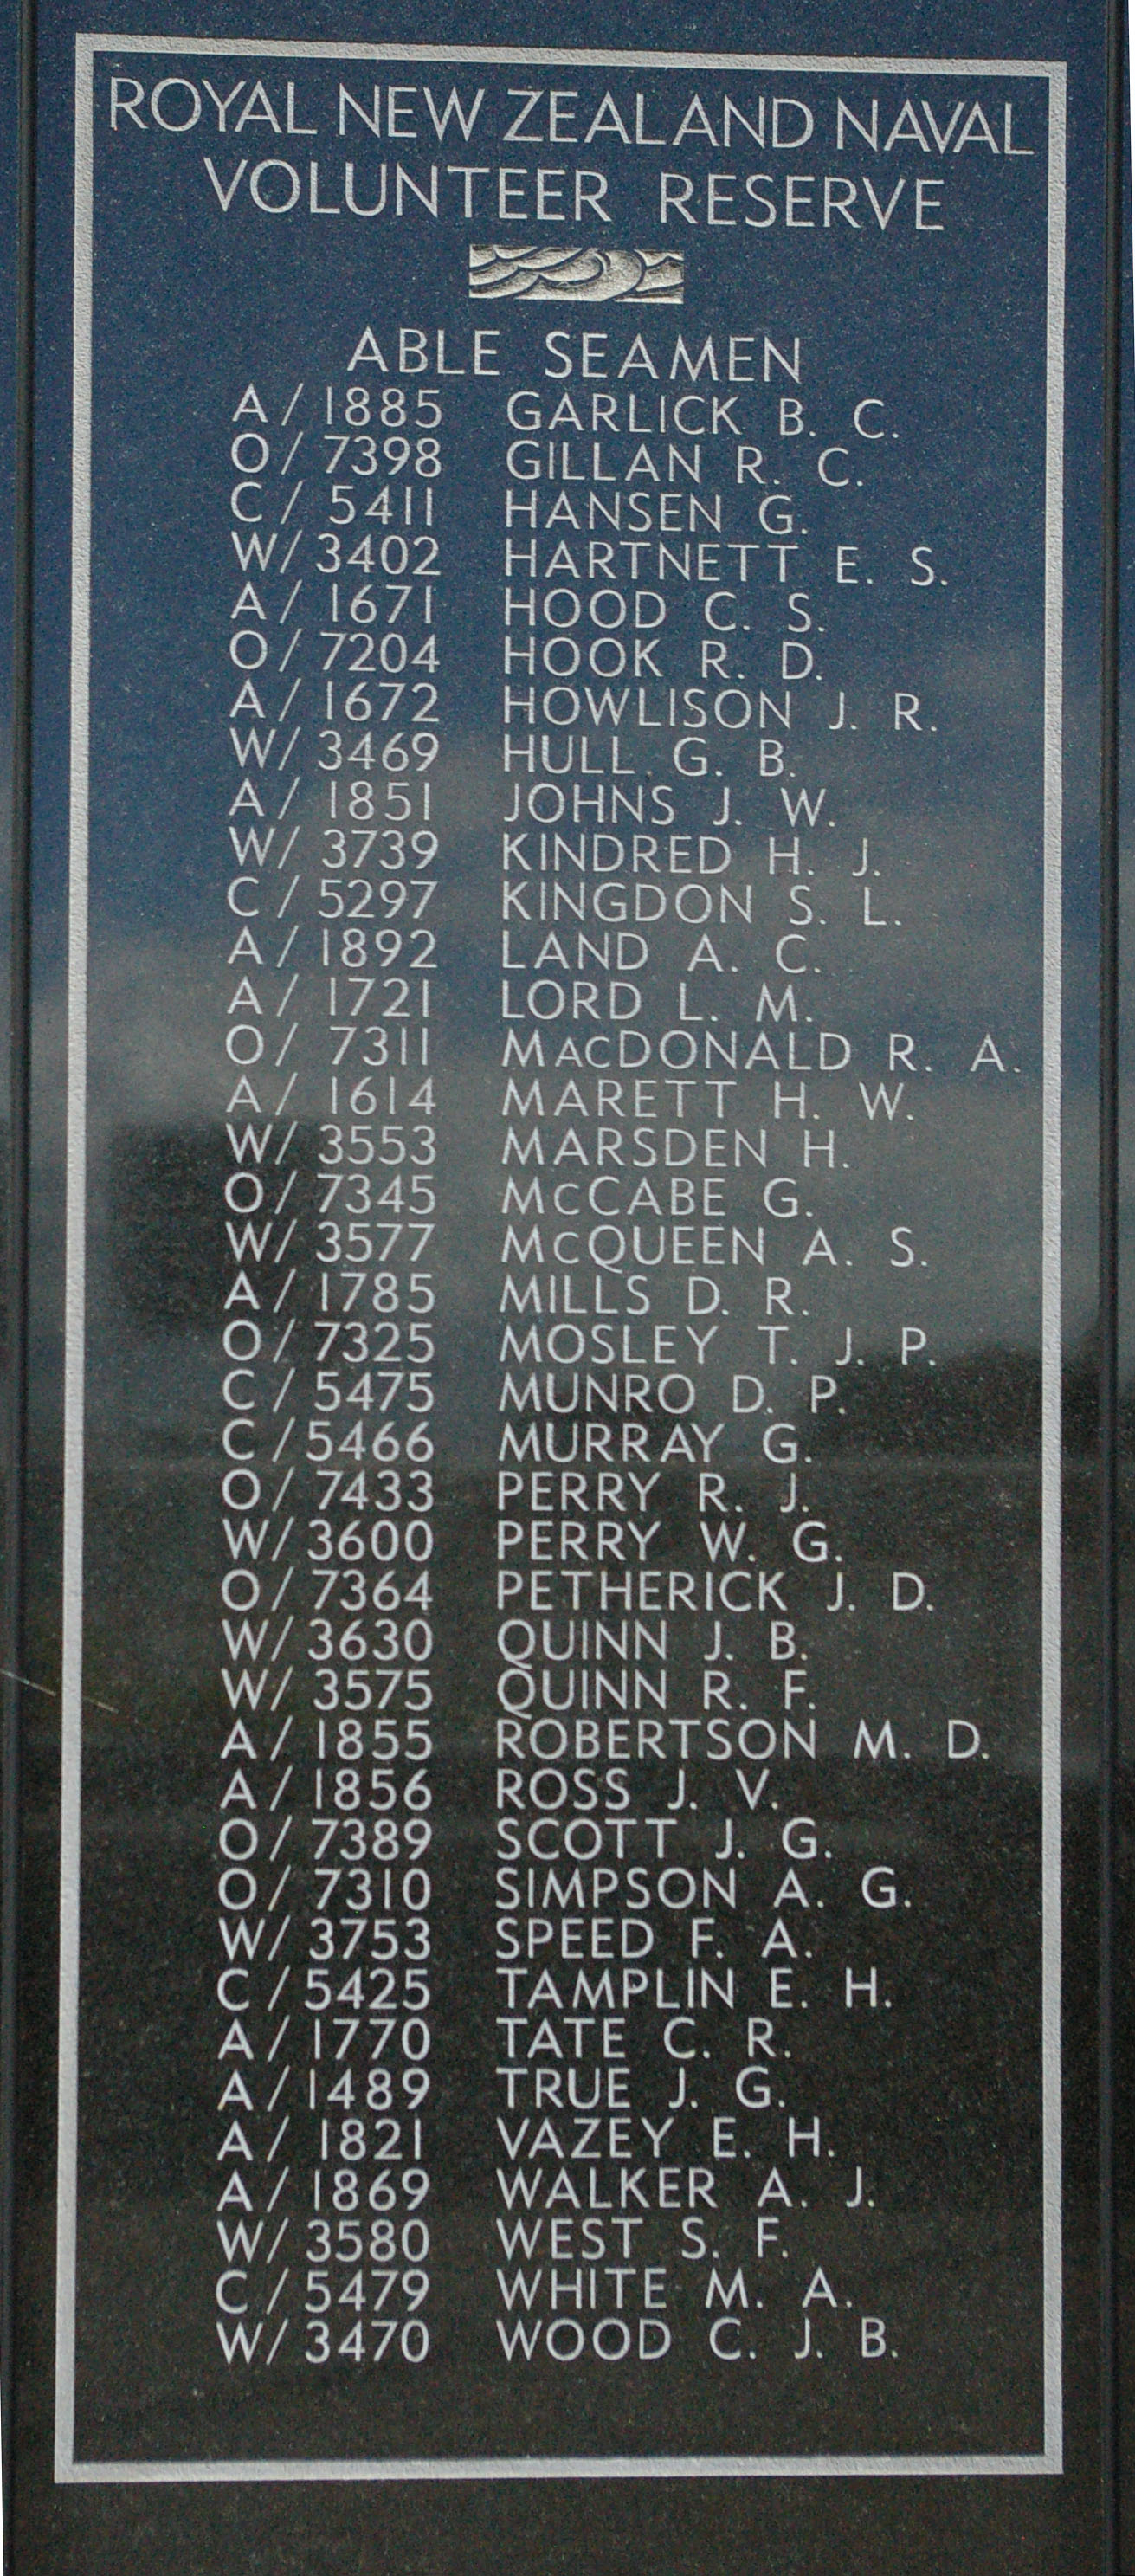 ROYAL NEW ZEALAND NAVAL
VOLUNTEER RESERVE
ABLE SEAMEN
A/1885 GARLICK B. C.
O/7398 GILLAN R. C.
C/5411 HANSEN G.
W/3402 HARTNETT E. S.
A/1671 HOOD C. S.
O/7204 HOOK R. D.
A/1672 HOWLISON J. R.
W/3469 HULL G. B.
A/1851 JOHNS J. W.
W/3739 KINDRED H. J.
C/5297 KINGDON S. L.
A/1892 LAND A. C.
A/1721 LORD L. M.
O/7311 MacDONALD R. A.
A/1614 MARETT H. W.
W/3553 MARSDEN H.
O/7345 McCABE G.
W/3577 McQUEEN A. S.
A/1785 MILLS D. R.
O/7325 MOSLEY T. J. P.
C/5475 MUNRO D. P.
C/5466 MURRAY G.
O/7433 PERRY R. J.
W/3600 PERRY W. G.
O/7364 PETHERICK J. D.
W/3630 QUINN J. B.
W/3575 QUINN R. F.
A/1855 ROBERTSON M. D.
A/1856 ROSS J. V.
O/7389 SCOTT J. G.
O/7310 SIMPSON A. G.
W/3753 SPEED F. A.
C/5425 TAMPLIN E. H.
A/1770 TATE C. R.
A/1489 TRUE J. G.
A/1821 VAZEY E. H.
A/1869 WALKER A. J.
W/3580 WEST S. F.
C/5479 WHITE M. A.
W/3470 WOOD C. J. B.